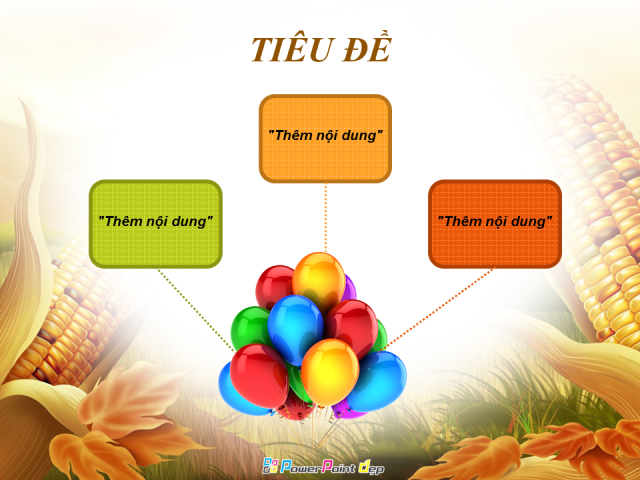 TIÊU ĐỀ
"Thêm nội dung"
"Thêm nội dung"
"Thêm nội dung"
PowerPoint đẹp